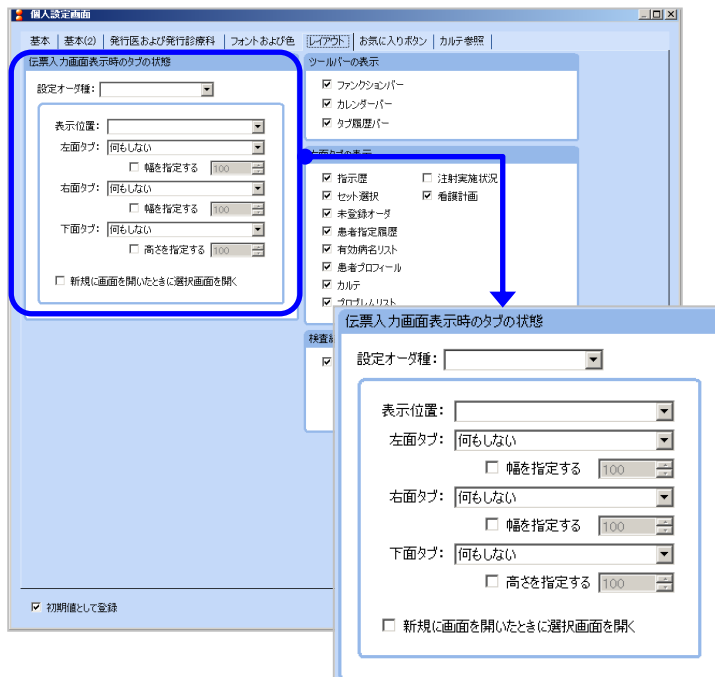 個人設定画面
基本 基本(2) 発行医および発行診療科 フォントおよび色 レイアウト お気に入りボタン カルテ参照
伝票入力画面表示時のタブの状態
設定オーダ種:
表示位置:
左面タブ: 何もしない
幅を指定する 100
右面タブ: 何もしない
幅を指定する 100
下面タブ: 何もしない
高さを指定する 100
新規に画面を開いたときに選択画面を開く
ツールバーの表示
ファンクションバー
カレンダーバー
タブ履歴バー
左面タブの表示
指示歴 注射実施状況
セット選択 看護計画
未登録オーダ
患者指定履歴
有効病名リスト
患者プロフィール
カルテ
プロブレムリスト
検査
初期値として登録
伝票入力画面表示時のタブの状態
設定オーダ種:
表示位置:
左面タブ: 何もしない
幅を指定する 100
右面タブ: 何もしない
幅を指定する 100
下面タブ: 何もしない
高さを指定する 100
新規に画面を開いたときに選択画面を開く